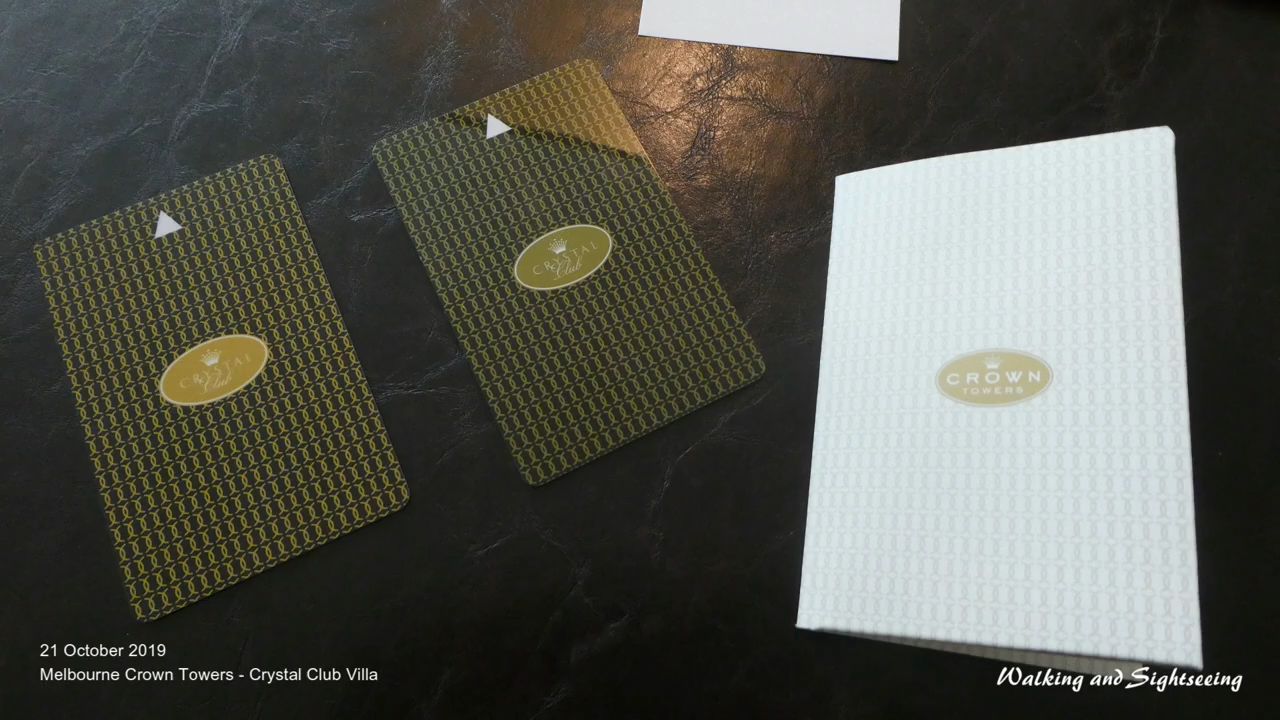 CRYSTAL
Club
CRYSTAL
Club
CROWN
TOWERS
21 October 2019
Melbourne Crown Towers - Crystal Club Villa
Walking and Sightseeing